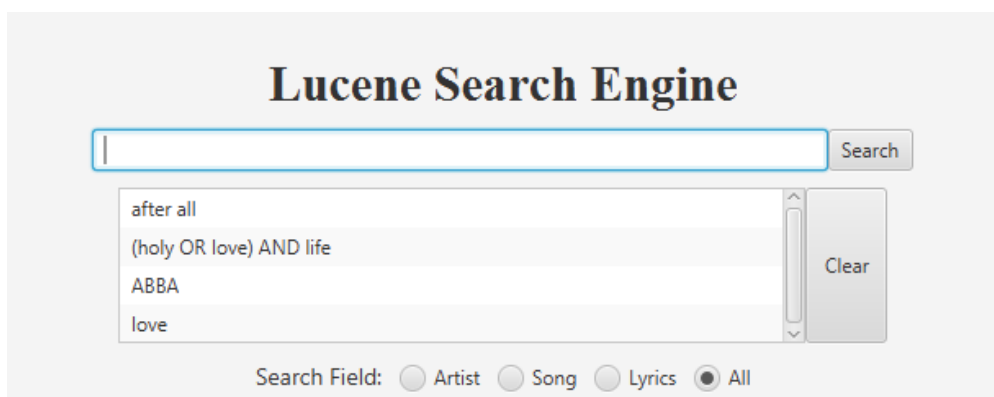 Lucene Search Engine
Search
after all
(holy OR love) AND life
ABBA
love
Clear
Search Field: Artist Song Lyrics All